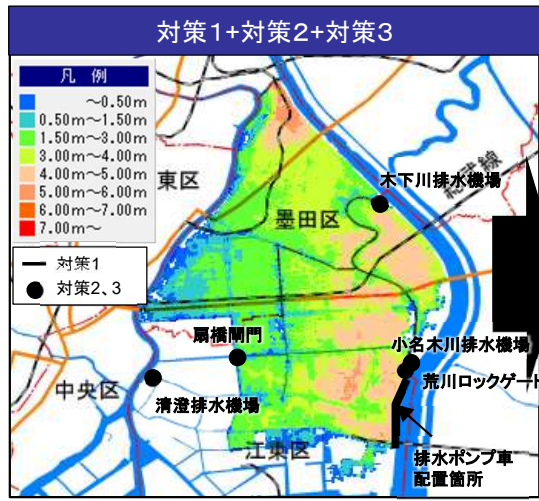 対策1+対策2+対策3
凡 例
～0.50m
0.50m～1.50m
1.50m～3.00m
3.00m～4.00m
4.00m～5.00m
5.00m～6.00m
6.00m～7.00m
7.00m～
対策1
対策2、3
東区
総武線
木下川排水機場
墨田区
扇橋閘門
小名木川排水機場
荒川ロックゲート
中央区
清澄排水機場
江東区
排水ポンプ車
配置箇所